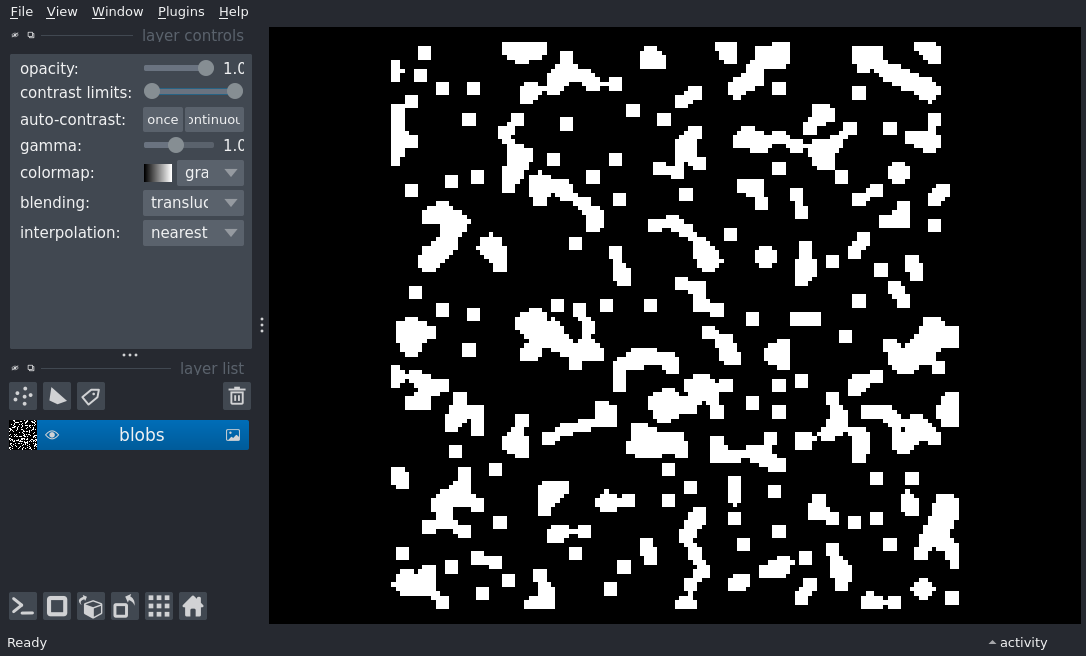 File View Window Plugins Help
layer controls
opacity: 1.0
contrast limits:
auto-contrast: once ontinuou
gamma: 1.0
colormap: gra
blending: transluc
interpolation: nearest
layer list
blobs
Ready
activity